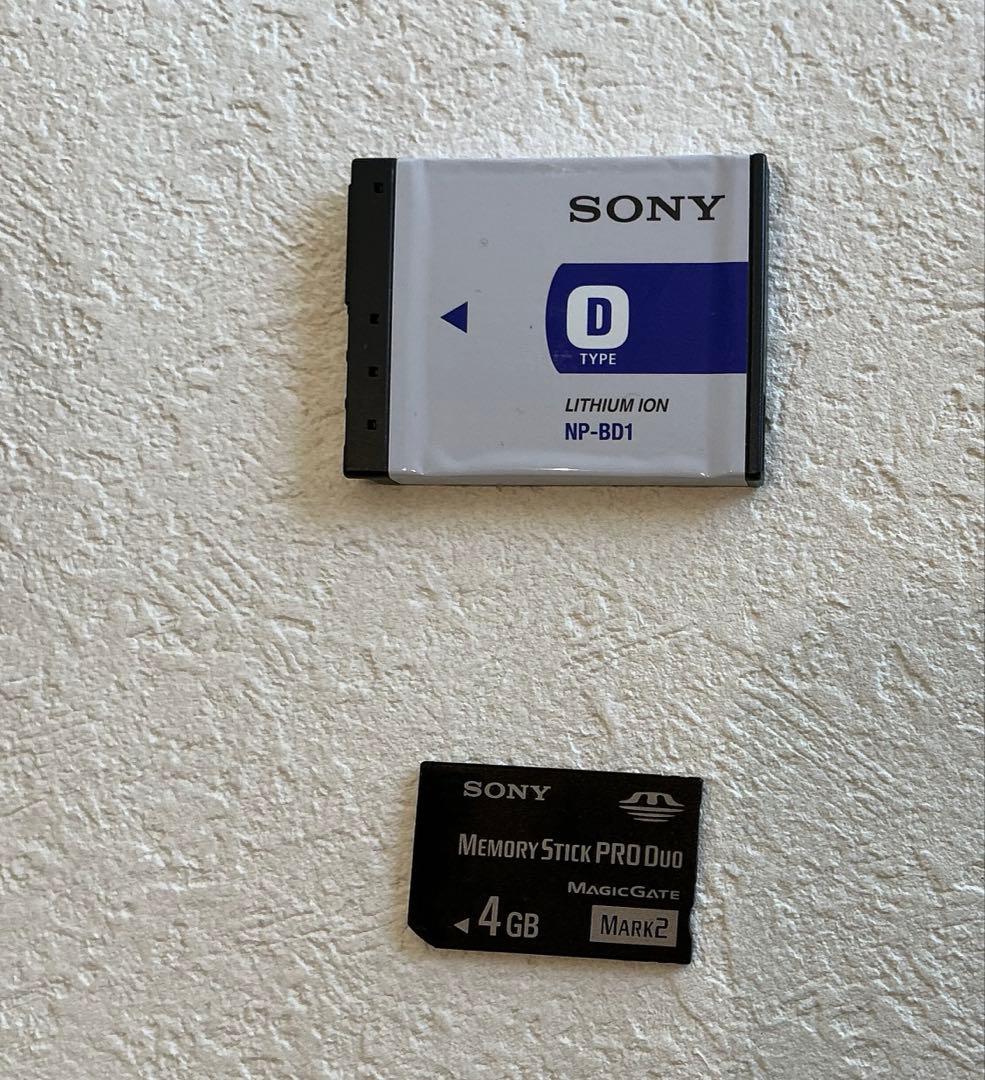 SONY
D
TYPE
LITHIUM ION
NP-BD1
SONY
MEMORY STICK PRO DUO
MAGICGATE
4 GB
MARK2